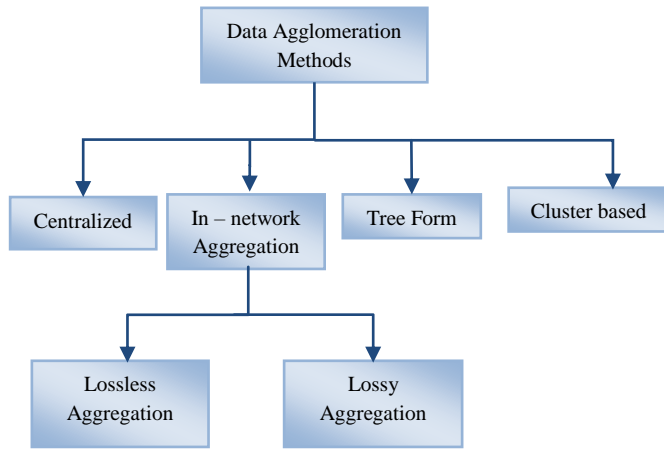 Data Agglomeration
Methods
Centralized
In – network
Aggregation
Tree Form
Cluster based
Lossless
Aggregation
Lossy
Aggregation